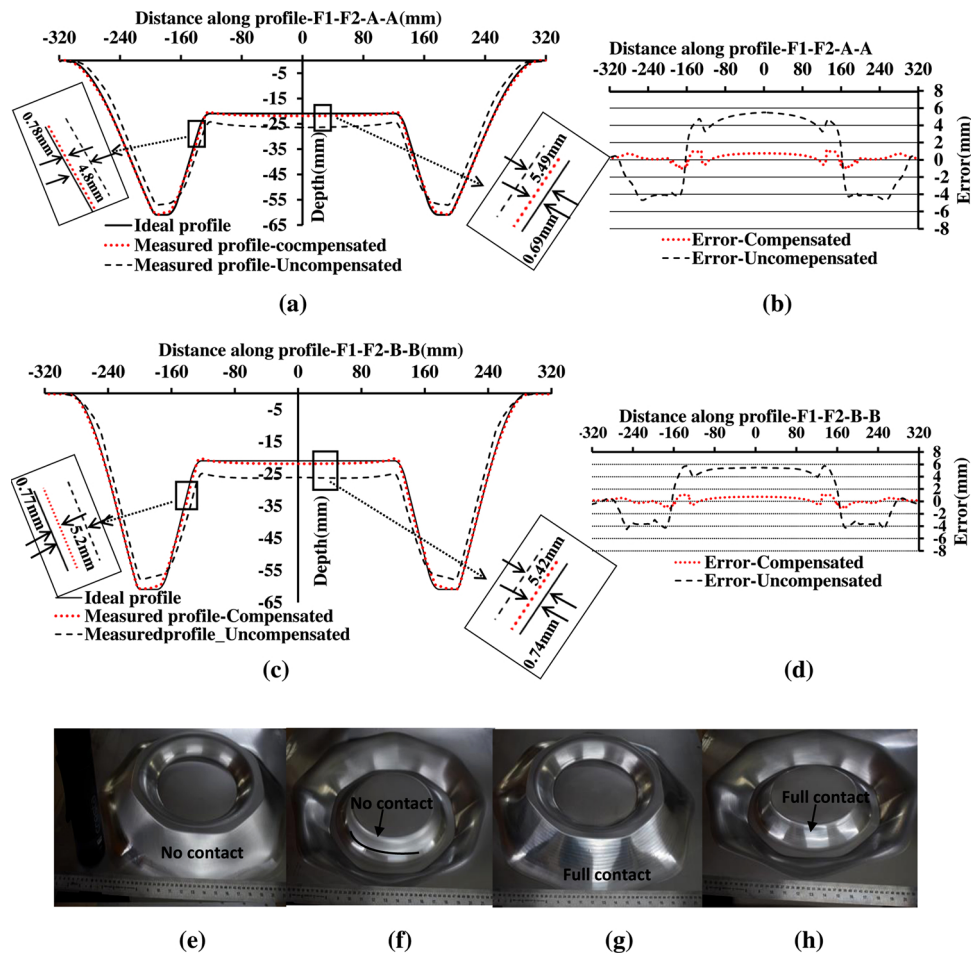 Distance along profile-F1-F2-A-A(mm)
-320 -240 -160 -80 0 80 160 240 320
-5
-15
-25
-35
-45
-55
-65
Depth(mm)
0.78mm
4.8mm
5.49mm
0.69mm
Ideal profile
Measured profile-cocmpensated
Measured profile-Uncompensated
(a)
Distance along profile-F1-F2-A-A
-320 -240 -160 -80 0 80 160 240 320
8
6
4
2
0
-2
-4
-6
-8
Error(mm)
Error-Compensated
Error-Uncomepensated
(b)
Distance along profile-F1-F2-B-B(mm)
-320 -240 -160 -80 0 80 160 240 320
-5
-15
-25
-35
-45
-55
-65
Depth(mm)
0.77mm
5.2mm
5.42mm
0.74mm
Ideal profile
Measured profile-Compensated
Measuredprofile_Uncompensated
(c)
Distance along profile-F1-F2-B-B
-320 -240 -160 -80 0 80 160 240 320
8
6
4
2
0
-2
-4
-6
-8
Error(mm)
Error-Compensated
Error-Uncompensated
(d)
No contact
No contact
Full contact
Full contact
(e) (f) (g) (h)